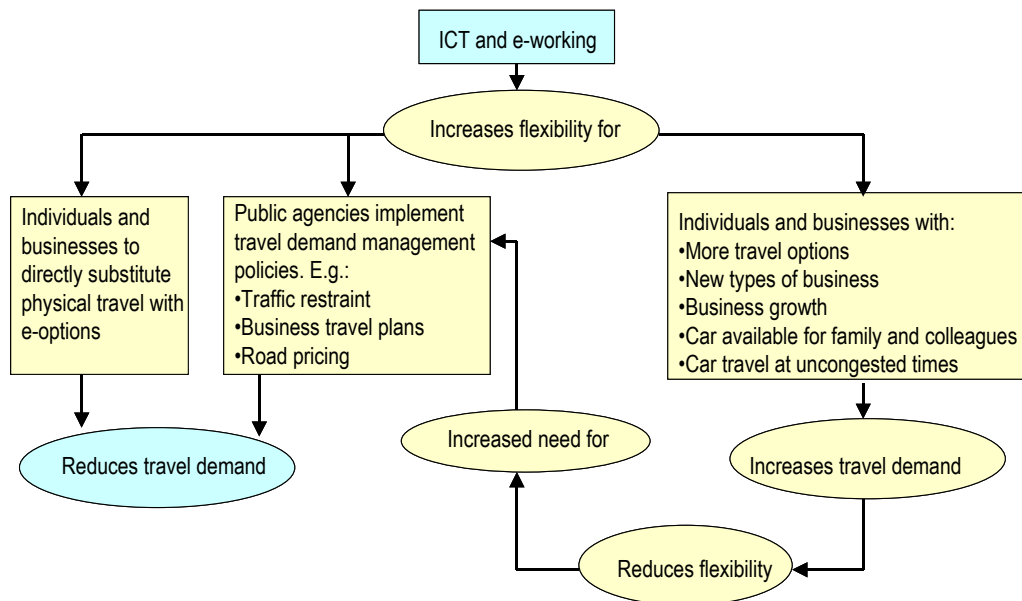 ICT and e-working
Increases flexibility for
Individuals and
businesses to
directly substitute
physical travel with
e-options
Public agencies implement
travel demand management
policies. E.g.:
•Traffic restraint
•Business travel plans
•Road pricing
Individuals and businesses with:
•More travel options
•New types of business
•Business growth
•Car available for family and colleagues
•Car travel at uncongested times
Reduces travel demand
Increased need for
Increases travel demand
Reduces flexibility